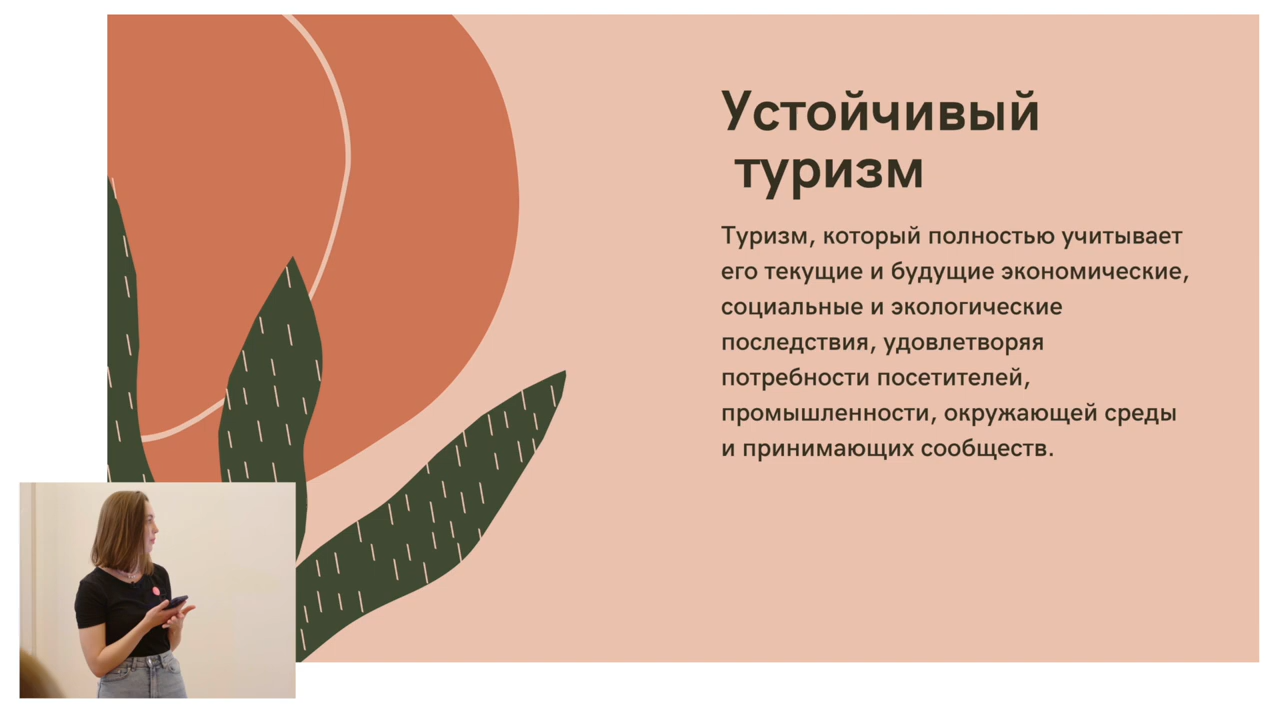 Устойчивый
туризм
Туризм, который полностью учитывает
его текущие и будущие экономические,
социальные и экологические
последствия, удовлетворяя
потребности посетителей,
промышленности, окружающей среды
и принимающих сообществ.